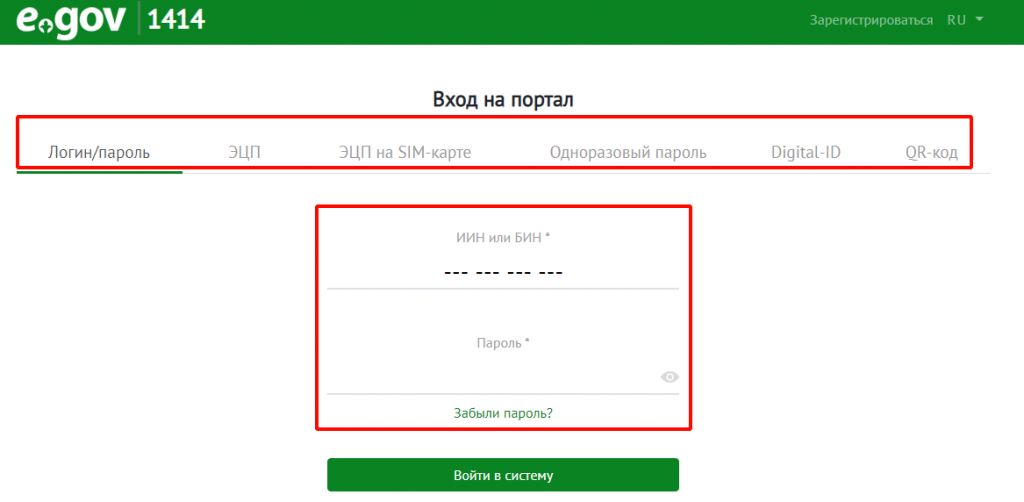 e.gov 1414 Зарегистрироваться RU
Вход на портал
Логин/пароль ЭЦП ЭЦП на SIM-карте Одноразовый пароль Digital-ID QR-код
ИИН или БИН *
--- --- --- ---
Пароль *
Забыли пароль?
Войти в систему